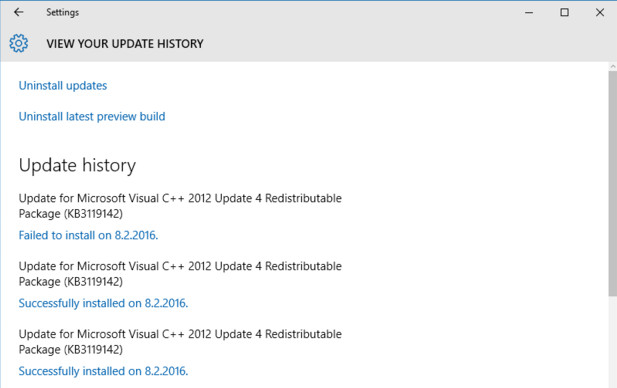 Settings
VIEW YOUR UPDATE HISTORY
Uninstall updates
Uninstall latest preview build
Update history
Update for Microsoft Visual C++ 2012 Update 4 Redistributable
Package (KB3119142)
Failed to install on 8.2.2016.
Update for Microsoft Visual C++ 2012 Update 4 Redistributable
Package (KB3119142)
Successfully installed on 8.2.2016.
Update for Microsoft Visual C++ 2012 Update 4 Redistributable
Package (KB3119142)
Successfully installed on 8.2.2016.